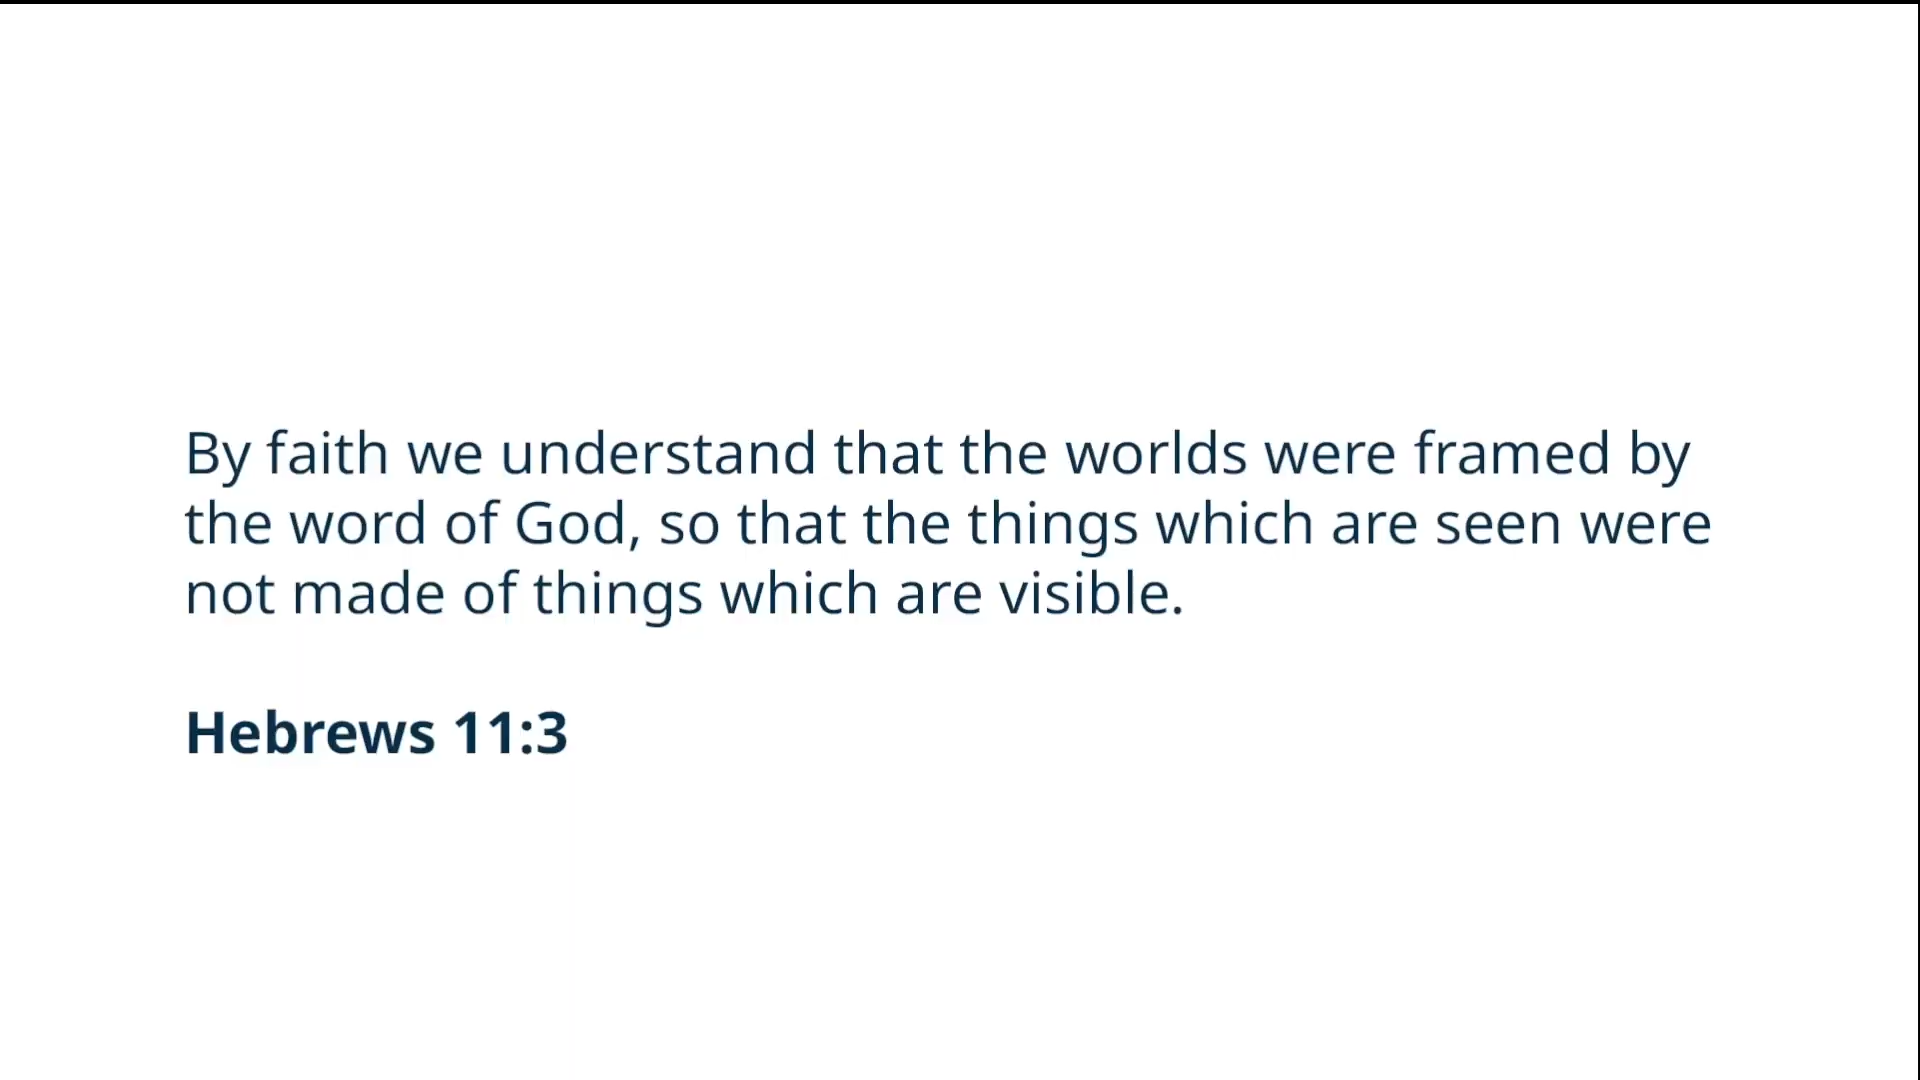 By faith we understand that the worlds were framed by
the word of God, so that the things which are seen were
not made of things which are visible.
Hebrews 11:3